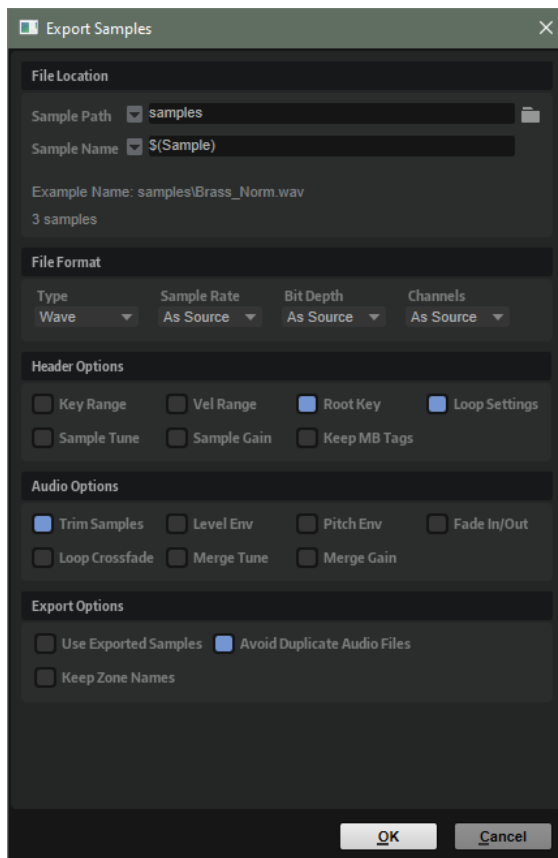 Export Samples
File Location
Sample Path samples
Sample Name $(Sample)
Example Name: samples\Brass_Norm.wav
3 samples
File Format
Type Sample Rate Bit Depth Channels
Wave As Source As Source As Source
Header Options
Key Range Vel Range Root Key Loop Settings
Sample Tune Sample Gain Keep MB Tags
Audio Options
Trim Samples Level Env Pitch Env Fade In/Out
Loop Crossfade Merge Tune Merge Gain
Export Options
Use Exported Samples Avoid Duplicate Audio Files
Keep Zone Names
OK Cancel